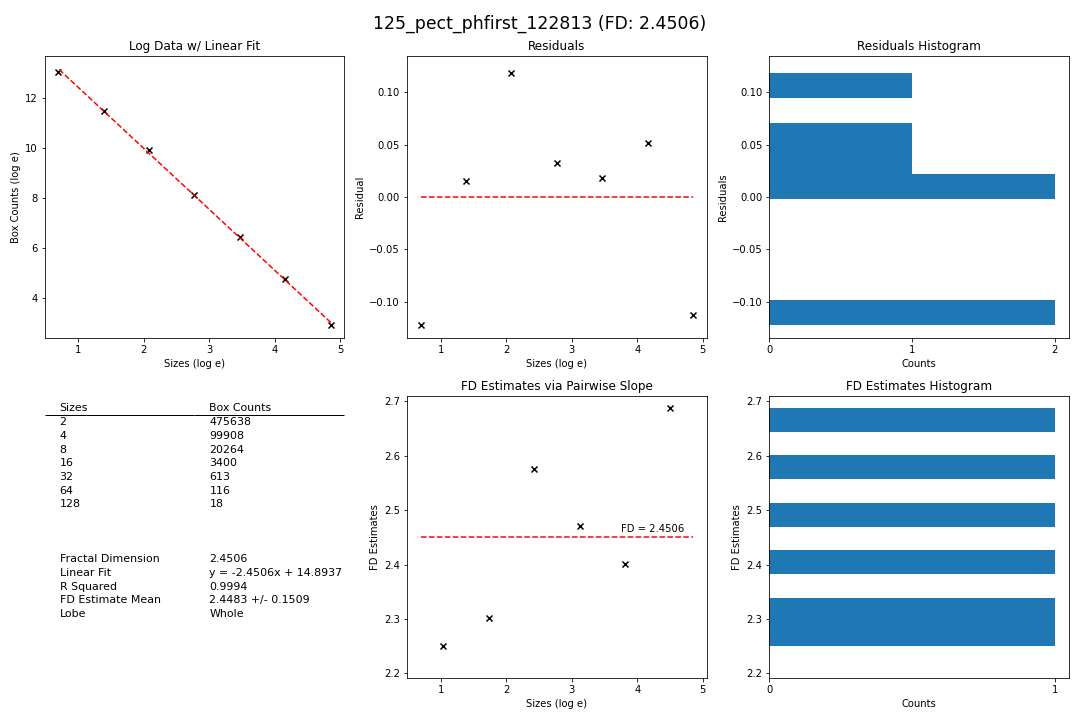 125_pect_phfirst_122813 (FD: 2.4506)
Log Data w/ Linear Fit
Box Counts (log e)
12
10
8
6
4
1 2 3 4 5
Sizes (log e)
Residuals
Residual
0.10
0.05
0.00
−0.05
−0.10
1 2 3 4 5
Sizes (log e)
Residuals Histogram
Residuals
0.10
0.05
0.00
−0.05
−0.10
0 1 2
Counts
Sizes Box Counts
2 475638
4 99908
8 20264
16 3400
32 613
64 116
128 18
Fractal Dimension 2.4506
Linear Fit y = -2.4506x + 14.8937
R Squared 0.9994
FD Estimate Mean 2.4483 +/- 0.1509
Lobe Whole
FD Estimates via Pairwise Slope
FD Estimates
2.7
2.6
2.5
2.4
2.3
2.2
FD = 2.4506
1 2 3 4 5
Sizes (log e)
FD Estimates Histogram
FD Estimates
2.7
2.6
2.5
2.4
2.3
2.2
0 1
Counts